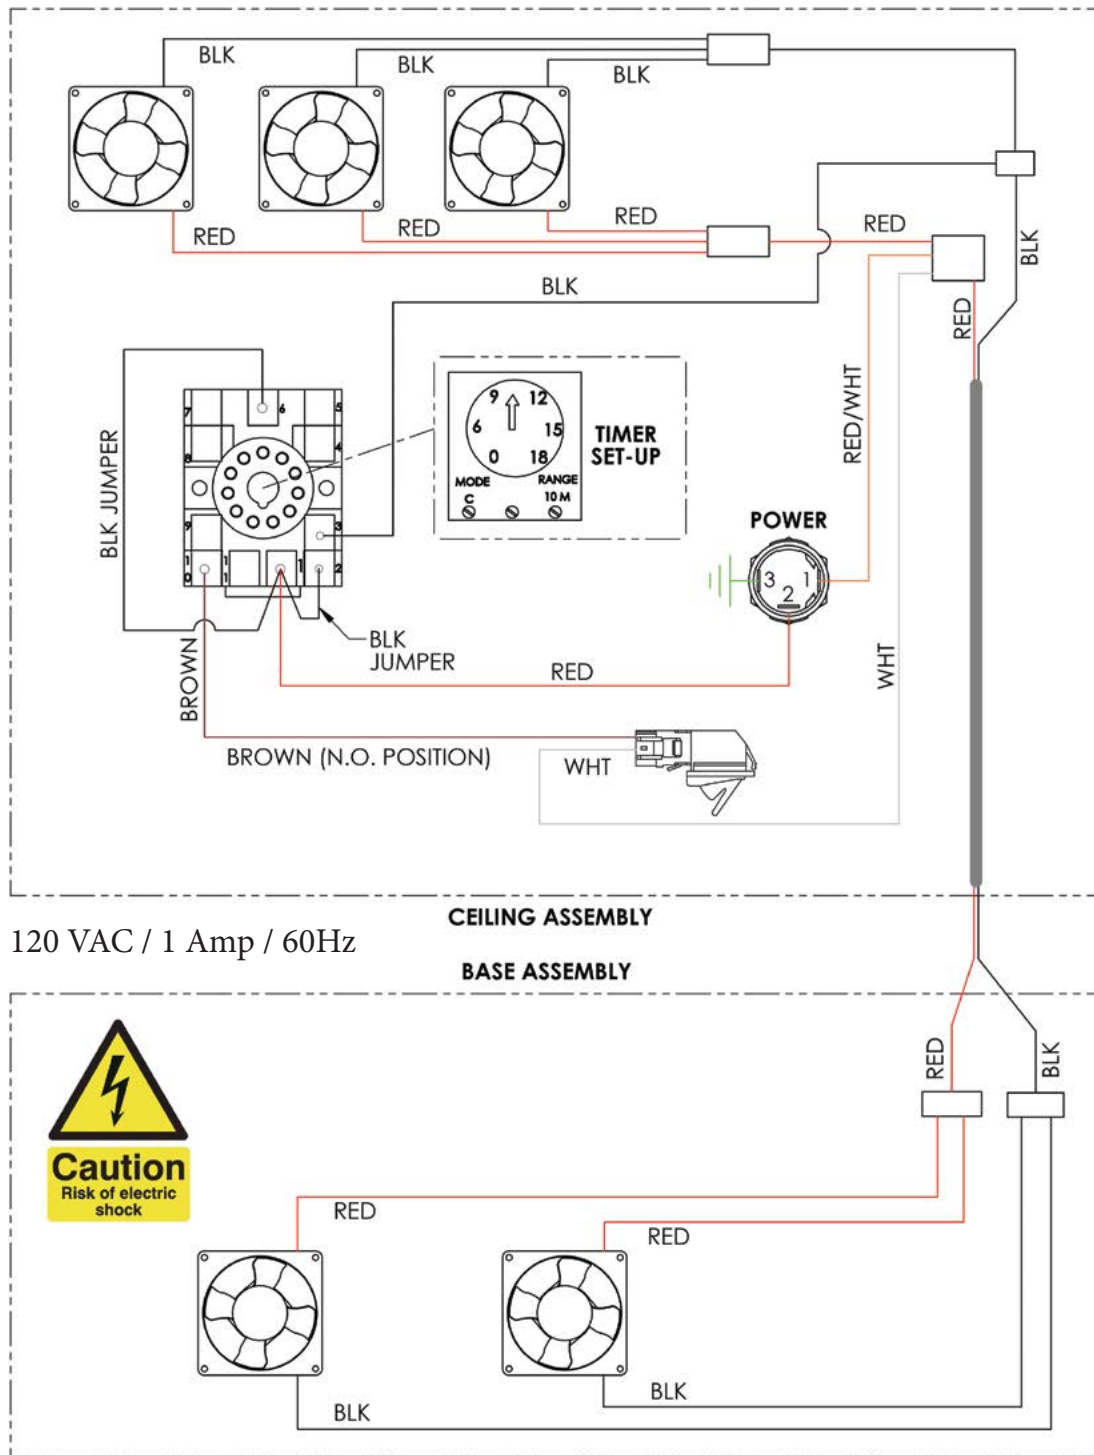 BLK
BLK
BLK
RED
RED
RED
RED
BLK
BLK
RED
RED/WHT
BLK JUMPER
7
6
5
8
4
9
3
1
0
1
1
1
2
9
12
6
15
0
18
MODE
C
RANGE
10 M
TIMER
SET-UP
POWER
3
1
2
BLK
JUMPER
BROWN
RED
WHT
BROWN (N.O. POSITION)
WHT
CEILING ASSEMBLY
120 VAC / 1 Amp / 60Hz
BASE ASSEMBLY
RED
BLK
Caution
Risk of electric
shock
RED
RED
BLK
BLK